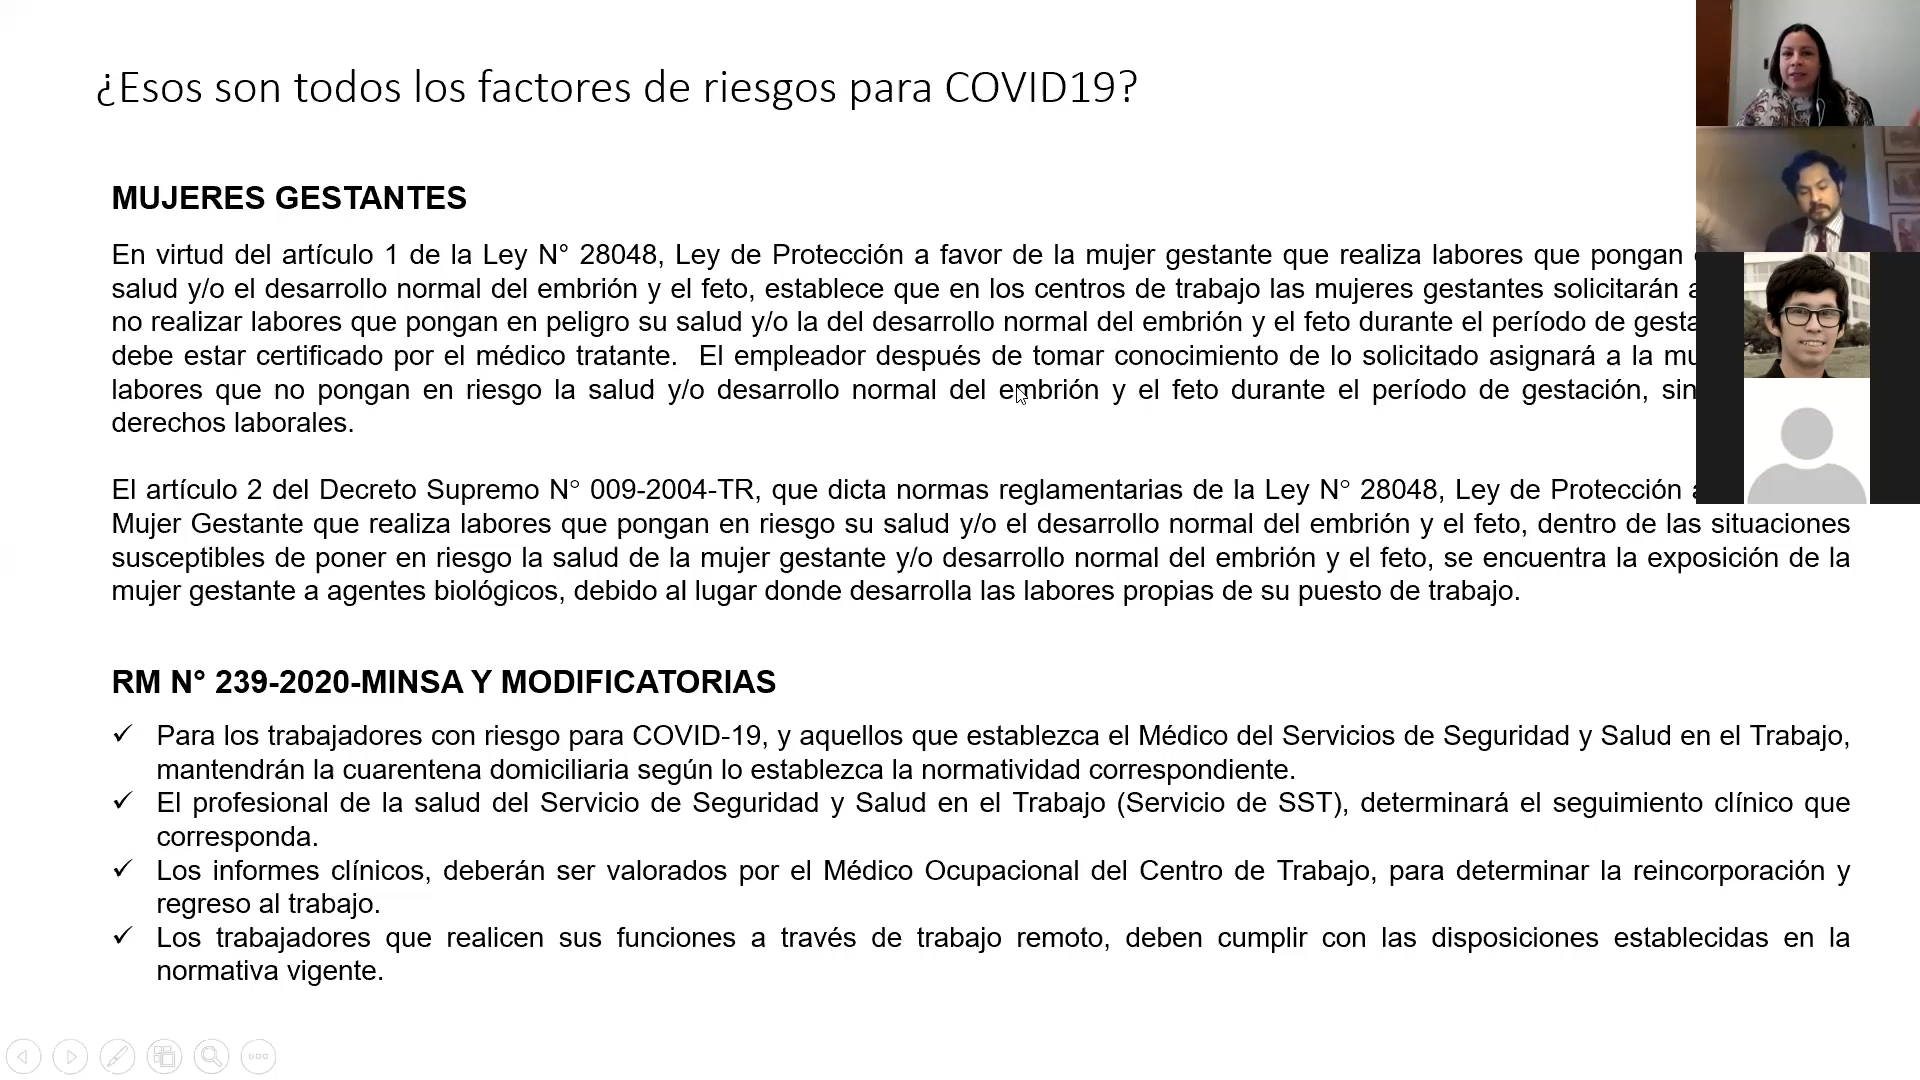 ¿Esos son todos los factores de riesgos para COVID19?
MUJERES GESTANTES
En virtud del artículo 1 de la Ley N° 28048, Ley de Protección a favor de la mujer gestante que realiza labores que pongan
salud y/o el desarrollo normal del embrión y el feto, establece que en los centros de trabajo las mujeres gestantes solicitarán
no realizar labores que pongan en peligro su salud y/o la del desarrollo normal del embrión y el feto durante el período de
debe estar certificado por el médico tratante. El empleador después de tomar conocimiento de lo solicitado asignará a la
labores que no pongan en riesgo la salud y/o desarrollo normal del embrión y el feto durante el período de gestación, sin
derechos laborales.
El artículo 2 del Decreto Supremo N° 009-2004-TR, que dicta normas reglamentarias de la Ley N° 28048, Ley de Protección
Mujer Gestante que realiza labores que pongan en riesgo su salud y/o el desarrollo normal del embrión y el feto, dentro de las situaciones
susceptibles de poner en riesgo la salud de la mujer gestante y/o desarrollo normal del embrión y el feto, se encuentra la exposición de la
mujer gestante a agentes biológicos, debido al lugar donde desarrolla las labores propias de su puesto de trabajo.
RM N° 239-2020-MINSA Y MODIFICATORIAS
✓ Para los trabajadores con riesgo para COVID-19, y aquellos que establezca el Médico del Servicios de Seguridad y Salud en el Trabajo,
mantendrán la cuarentena domiciliaria según lo establezca la normatividad correspondiente.
✓ El profesional de la salud del Servicio de Seguridad y Salud en el Trabajo (Servicio de SST), determinará el seguimiento clínico que
corresponda.
✓ Los informes clínicos, deberán ser valorados por el Médico Ocupacional del Centro de Trabajo, para determinar la reincorporación y
regreso al trabajo.
✓ Los trabajadores que realicen sus funciones a través de trabajo remoto, deben cumplir con las disposiciones establecidas en la
normativa vigente.